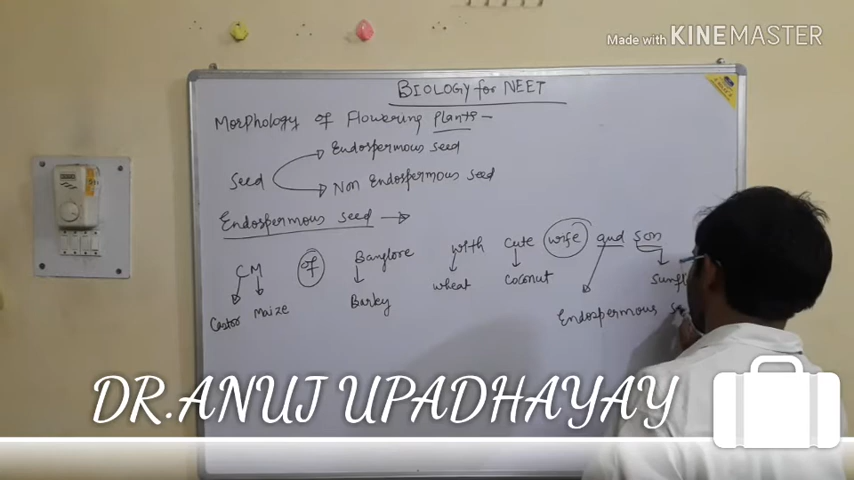 Made with KINEMASTER
BIOLOGY for NEET
Morphology of Flowering Plants -
Endospermous seed
Seed
Non Endospermous seed
Endospermous seed
CM of Banglore with Cute wife and son
Castor Maize Barley wheat Coconut Sunfl
Endospermous
DR.ANUJ UPADHAYAY